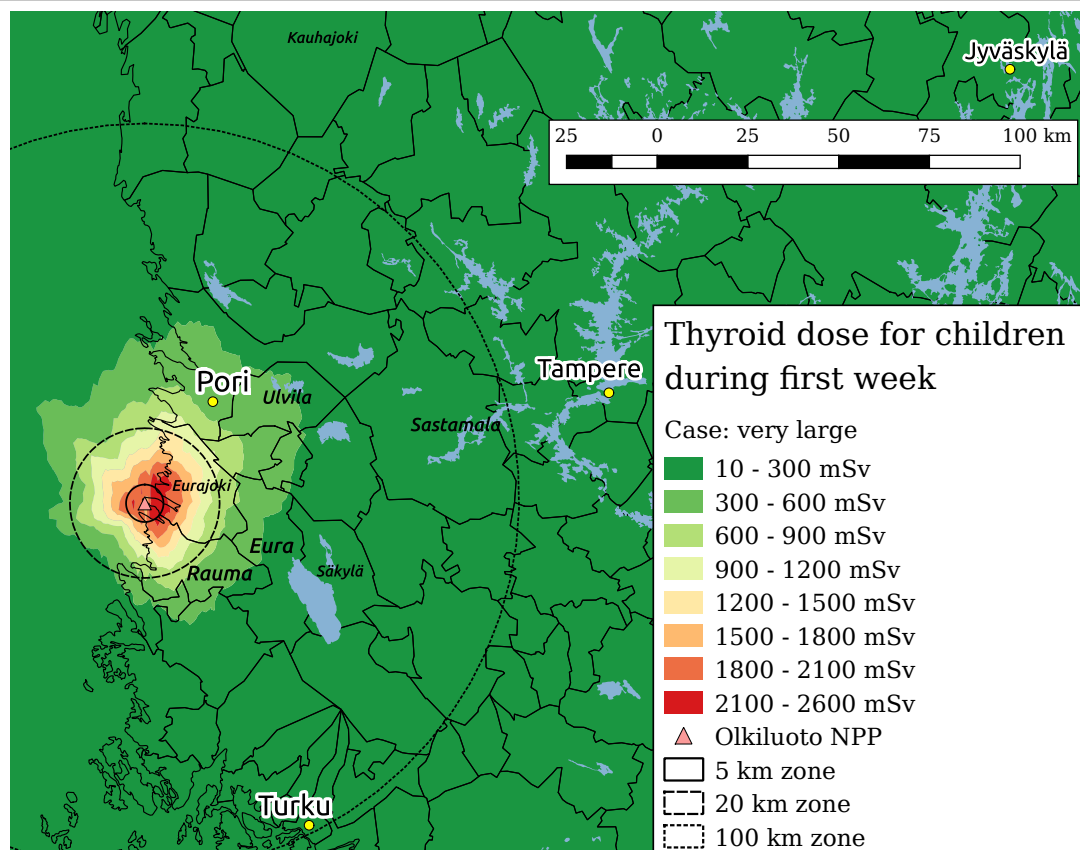 Kauhajoki
Jyväskylä
25 0 25 50 75 100 km
Pori
Ulvila
Tampere
Sastamala
Eurajoki
Eura
Rauma
Säkylä
Turku
Thyroid dose for children
during first week
Case: very large
10 - 300 mSv
300 - 600 mSv
600 - 900 mSv
900 - 1200 mSv
1200 - 1500 mSv
1500 - 1800 mSv
1800 - 2100 mSv
2100 - 2600 mSv
Olkiluoto NPP
5 km zone
20 km zone
100 km zone